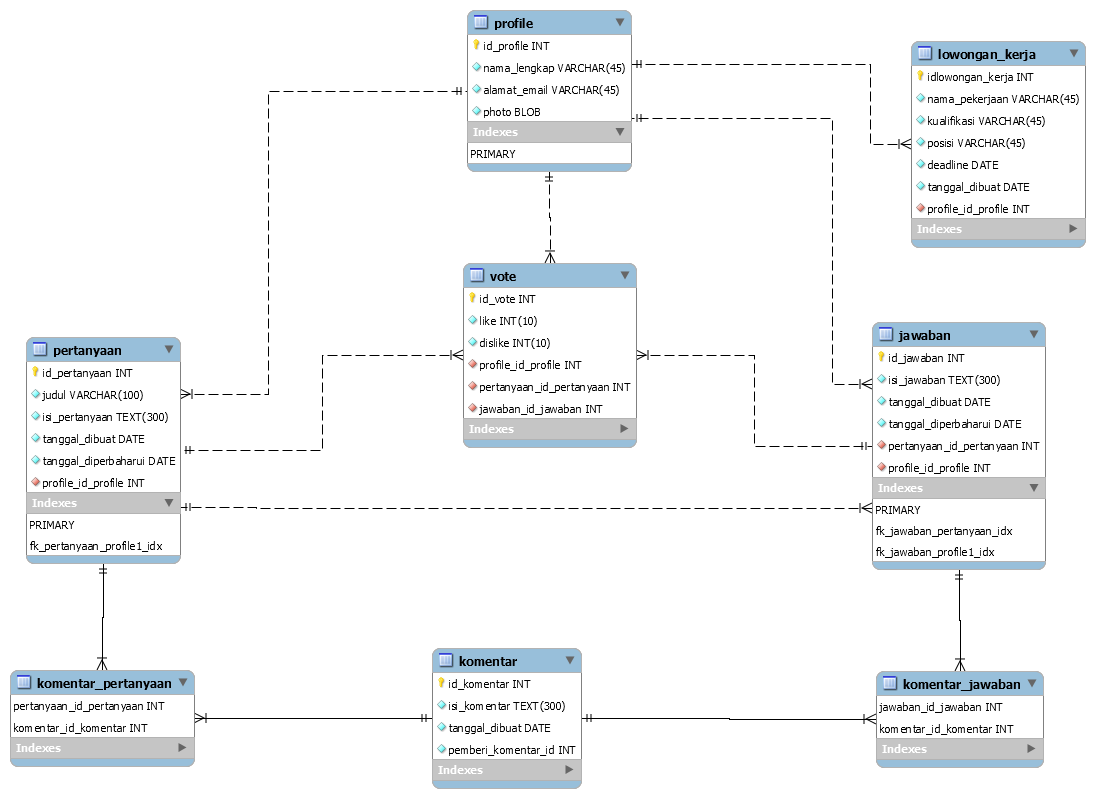 profile
id_profile INT
nama_lengkap VARCHAR(45)
alamat_email VARCHAR(45)
photo BLOB
Indexes
PRIMARY
lowongan_kerja
idlowongan_kerja INT
nama_pekerjaan VARCHAR(45)
kualifikasi VARCHAR(45)
posisi VARCHAR(45)
deadline DATE
tanggal_dibuat DATE
profile_id_profile INT
Indexes
vote
id_vote INT
like INT(10)
dislike INT(10)
profile_id_profile INT
pertanyaan_id_pertanyaan INT
jawaban_id_jawaban INT
Indexes
pertanyaan
id_pertanyaan INT
judul VARCHAR(100)
isi_pertanyaan TEXT(300)
tanggal_dibuat DATE
tanggal_diperbaharui DATE
profile_id_profile INT
Indexes
PRIMARY
fk_pertanyaan_profile1_idx
jawaban
id_jawaban INT
isi_jawaban TEXT(300)
tanggal_dibuat DATE
tanggal_diperbaharui DATE
pertanyaan_id_pertanyaan INT
profile_id_profile INT
Indexes
PRIMARY
fk_jawaban_pertanyaan_idx
fk_jawaban_profile1_idx
komentar_pertanyaan
pertanyaan_id_pertanyaan INT
komentar_id_komentar INT
Indexes
komentar
id_komentar INT
isi_komentar TEXT(300)
tanggal_dibuat DATE
pemberi_komentar_id INT
Indexes
komentar_jawaban
jawaban_id_jawaban INT
komentar_id_komentar INT
Indexes